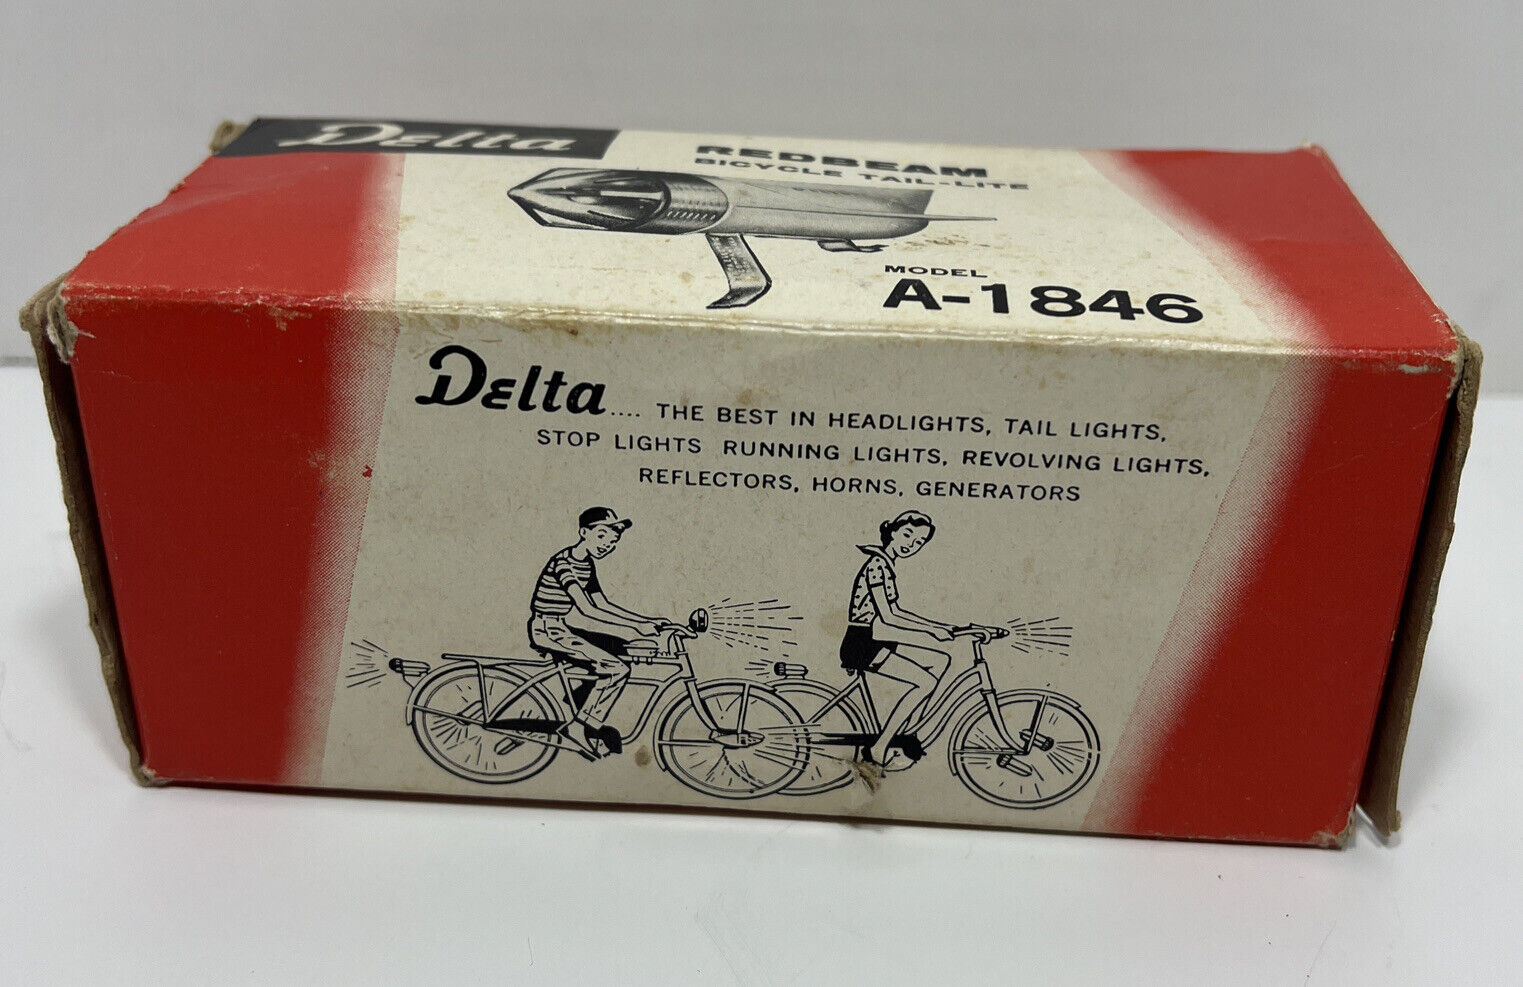 Delta
REDBEAM
BICYCLE TAIL-LITE
MODEL
A-1846
Delta.... THE BEST IN HEADLIGHTS, TAIL LIGHTS,
STOP LIGHTS RUNNING LIGHTS, REVOLVING LIGHTS,
REFLECTORS, HORNS, GENERATORS